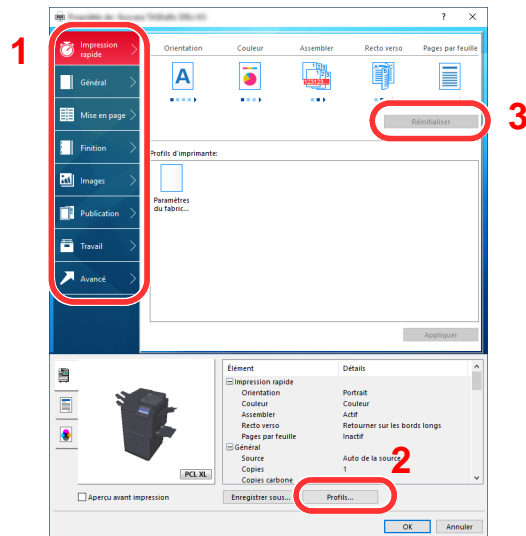 ? X
1
Impression
rapide
Général
Mise en page
Finition
Images
Publication
Travail
Avancé
Orientation Couleur Assembler Recto verso Pages par feuille
A
123
123123...
3
Réinitialiser
Profils d'imprimante:
Paramètres
du fabric...
Appliquer
Élément Détails
Impression rapide
Orientation Portrait
Couleur Couleur
Assembler Actif
Recto verso Retourner sur les bords longs
Pages par feuille Inactif
Général
Source Auto de la source
Copies 1
Copies carbone
2
PCL XL
Aperçu avant impression
Enregistrer sous... Profils...
OK Annuler